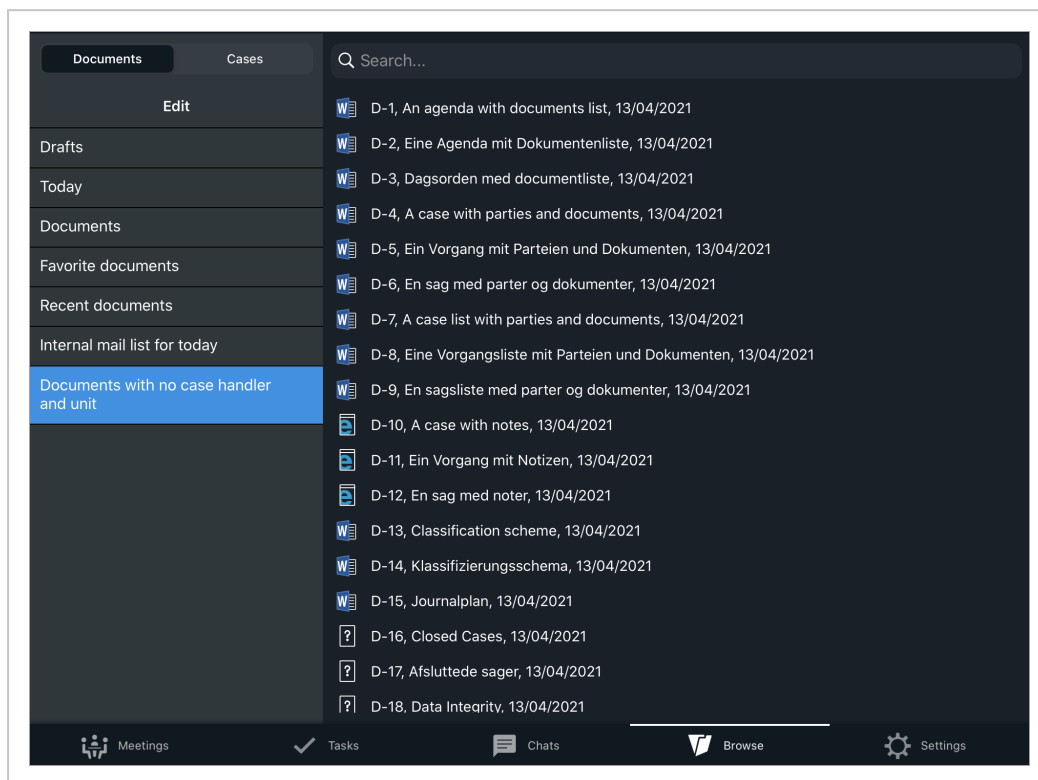 Documents
Cases
Edit
Drafts
Today
Documents
Favorite documents
Recent documents
Internal mail list for today
Documents with no case handler
and unit
Search...
D-1, An agenda with documents list, 13/04/2021
D-2, Eine Agenda mit Dokumentenliste, 13/04/2021
D-3, Dagsorden med documentliste, 13/04/2021
D-4, A case with parties and documents, 13/04/2021
D-5, Ein Vorgang mit Parteien und Dokumenten, 13/04/2021
D-6, En sag med parter og dokumenter, 13/04/2021
D-7, A case list with parties and documents, 13/04/2021
D-8, Eine Vorgangsliste mit Parteien und Dokumenten, 13/04/2021
D-9, En sagsliste med parter og dokumenter, 13/04/2021
D-10, A case with notes, 13/04/2021
D-11, Ein Vorgang mit Notizen, 13/04/2021
D-12, En sag med noter, 13/04/2021
D-13, Classification scheme, 13/04/2021
D-14, Klassifizierungsschema, 13/04/2021
D-15, Journalplan, 13/04/2021
D-16, Closed Cases, 13/04/2021
D-17, Afsluttede sager, 13/04/2021
D-18, Data Integrity, 13/04/2021
Meetings
Tasks
Chats
Browse
Settings